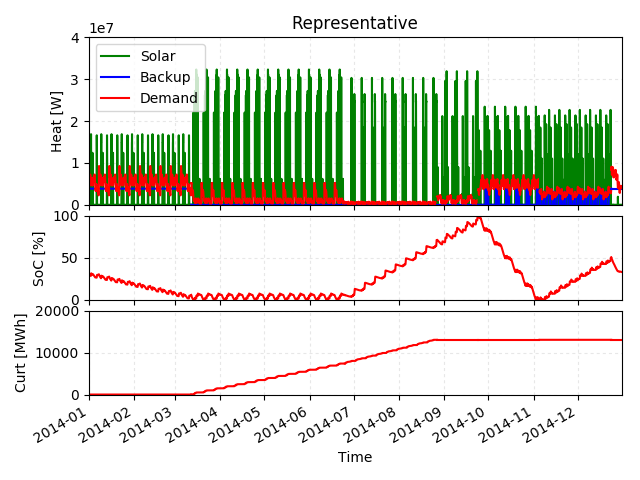 Representative
1e7
4
3
2
1
0
Heat [W]
Solar
Backup
Demand
100
50
0
SoC [%]
20000
10000
0
Curt [MWh]
2014-01
2014-02
2014-03
2014-04
2014-05
2014-06
2014-07
2014-08
2014-09
2014-10
2014-11
2014-12
Time